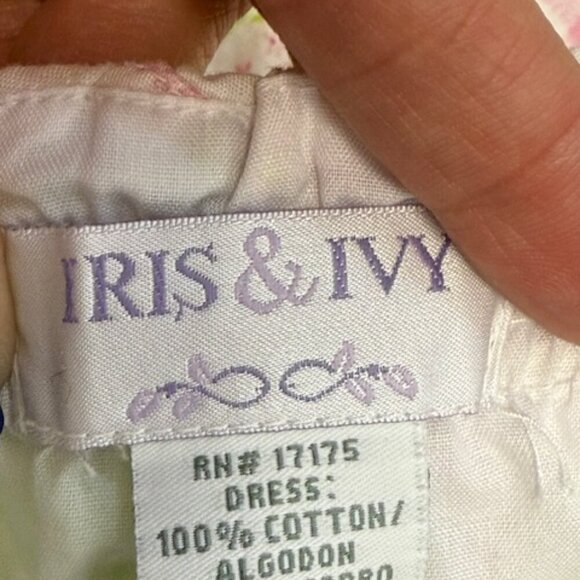 IRIS & IVY
RN# 17175
DRESS:
100% COTTON/
ALGODON